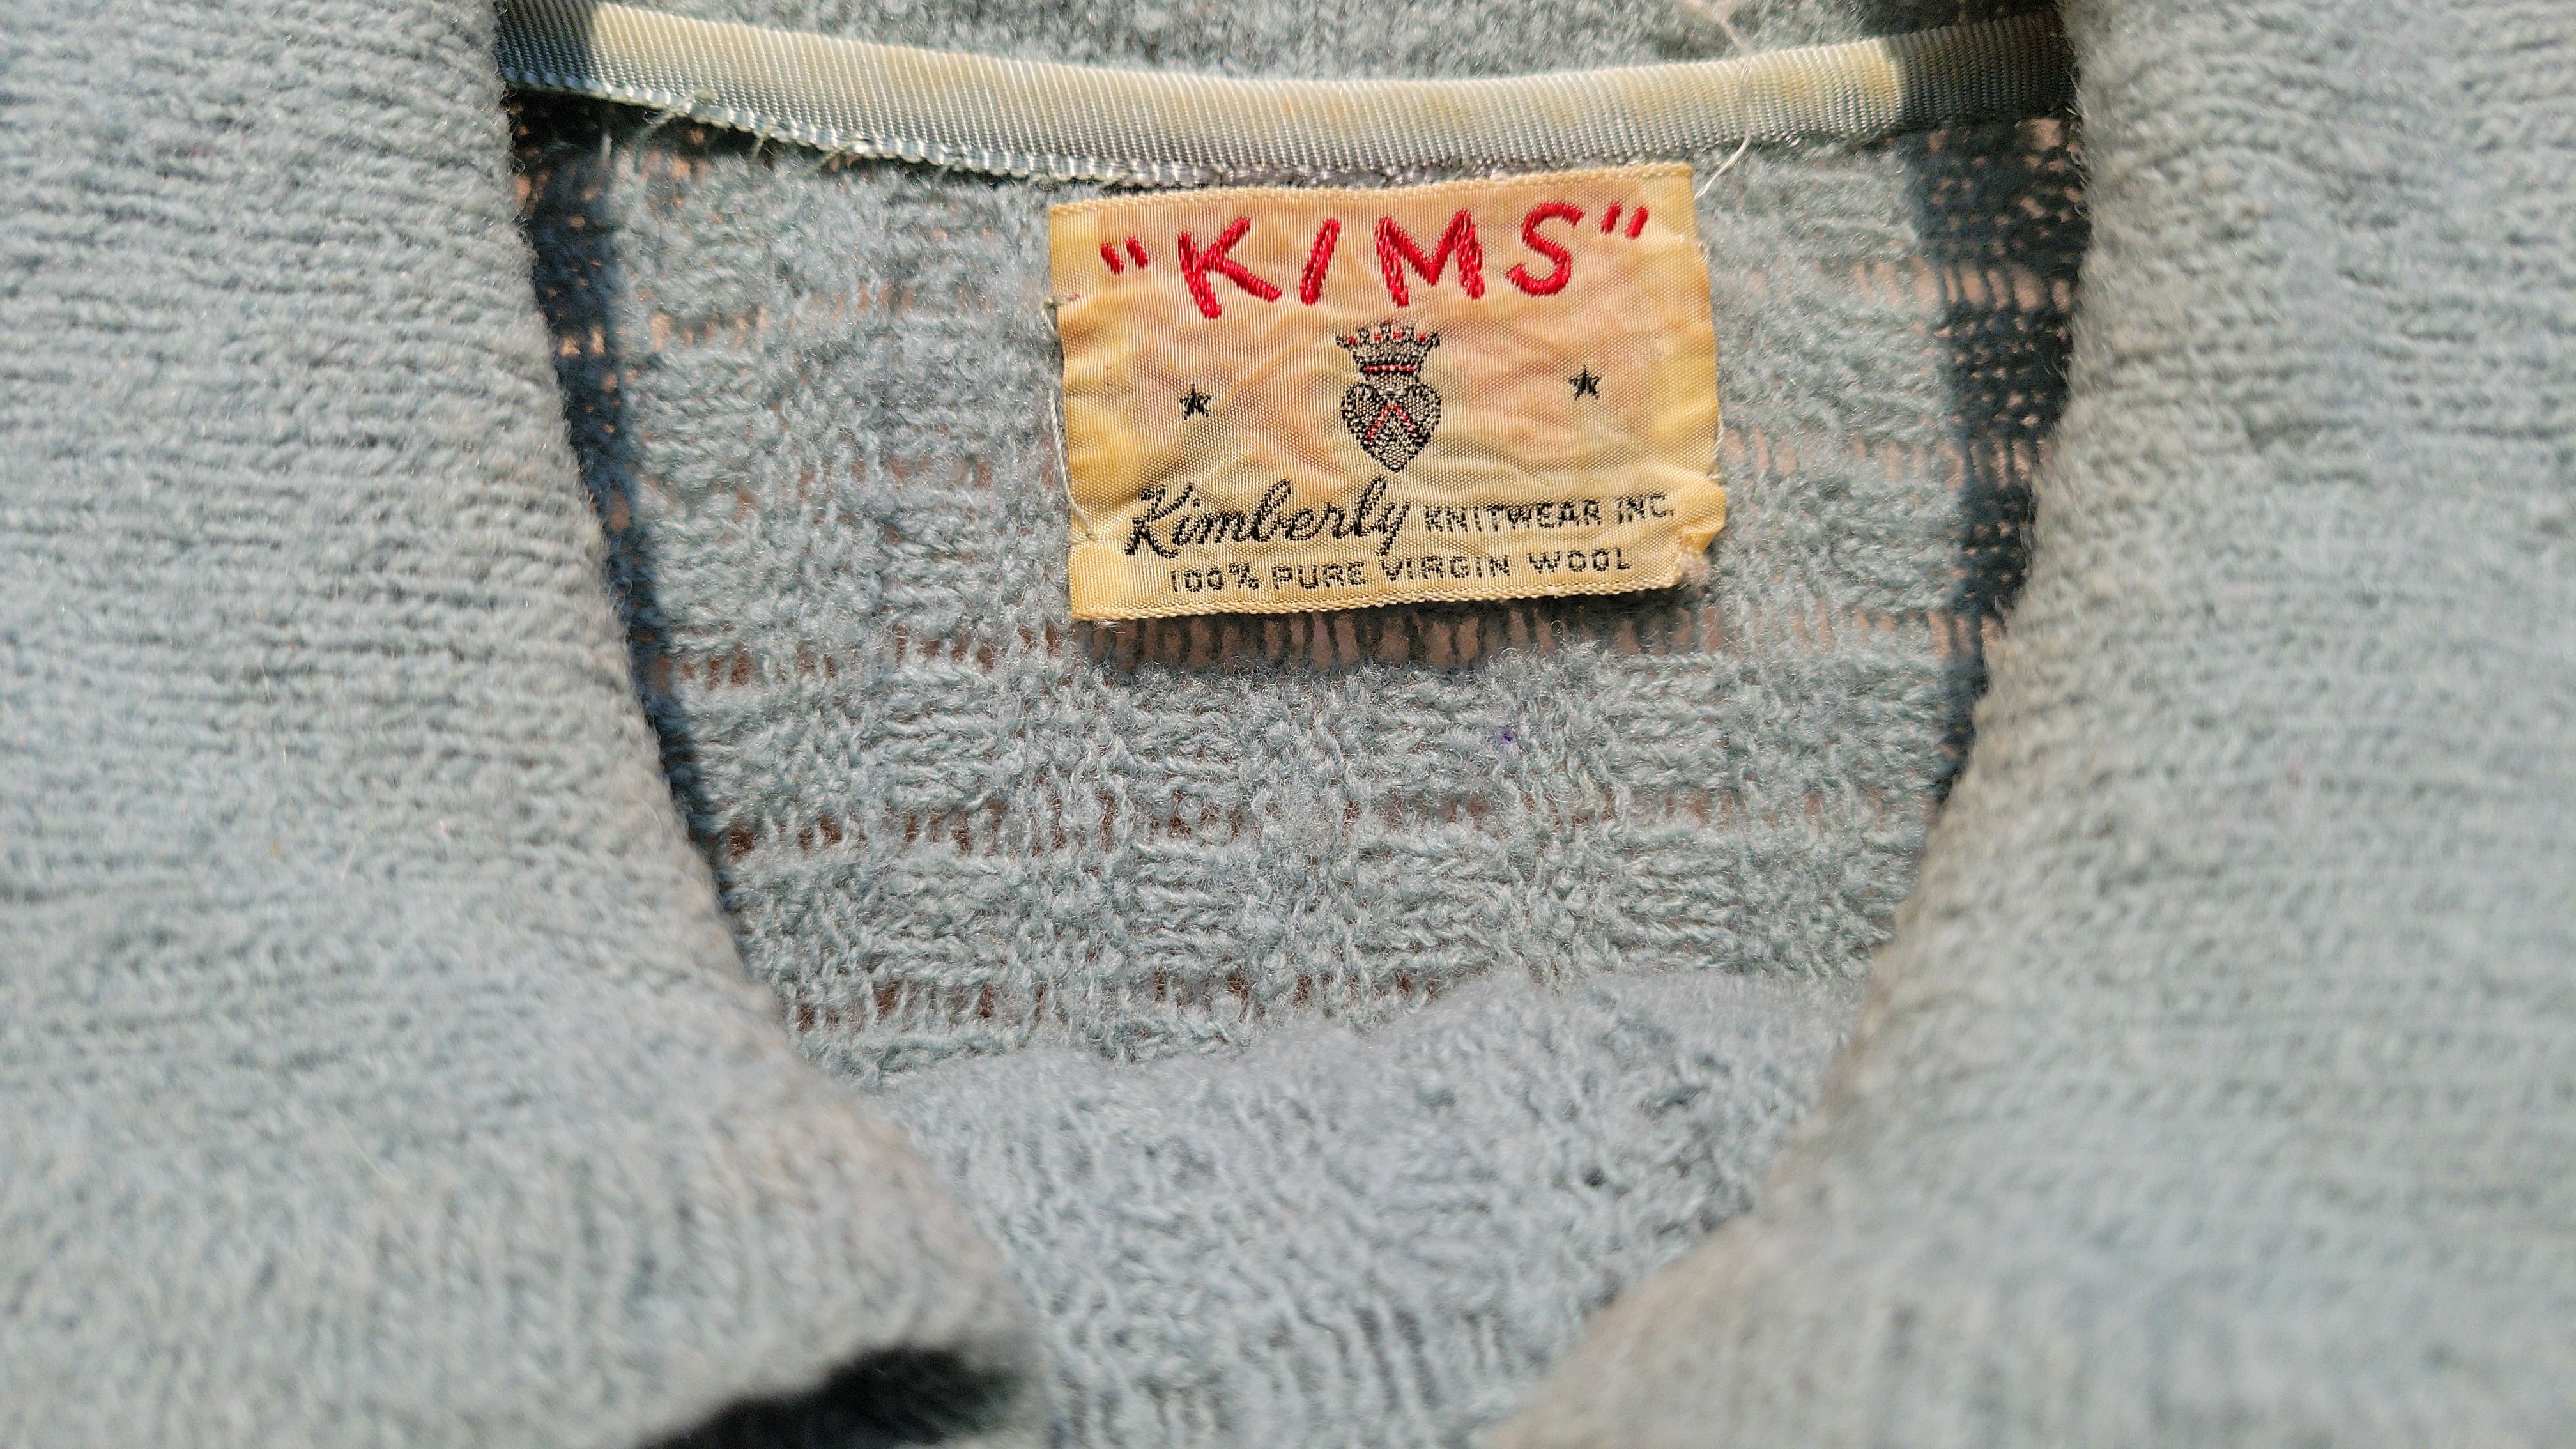 "KIMS"
Kimberly KNITWEAR INC.
100% PURE VIRGIN WOOL